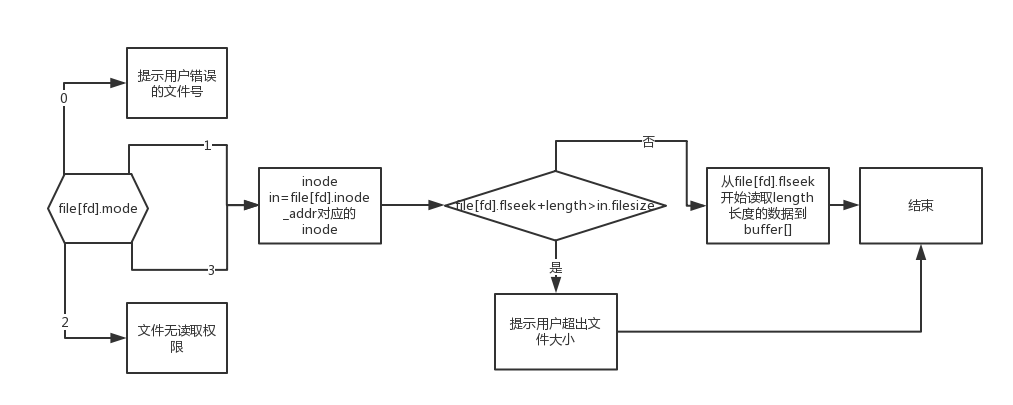 提示用户错误
的文件号
0
1
file[fd].mode
inode
in=file[fd].inode
_addr对应的
inode
file[fd].flseek+length>in.filesize
否
从file[fd].flseek
开始读取length
长度的数据到
buffer[]
结束
3
是
2
文件无读取权
限
提示用户超出文
件大小